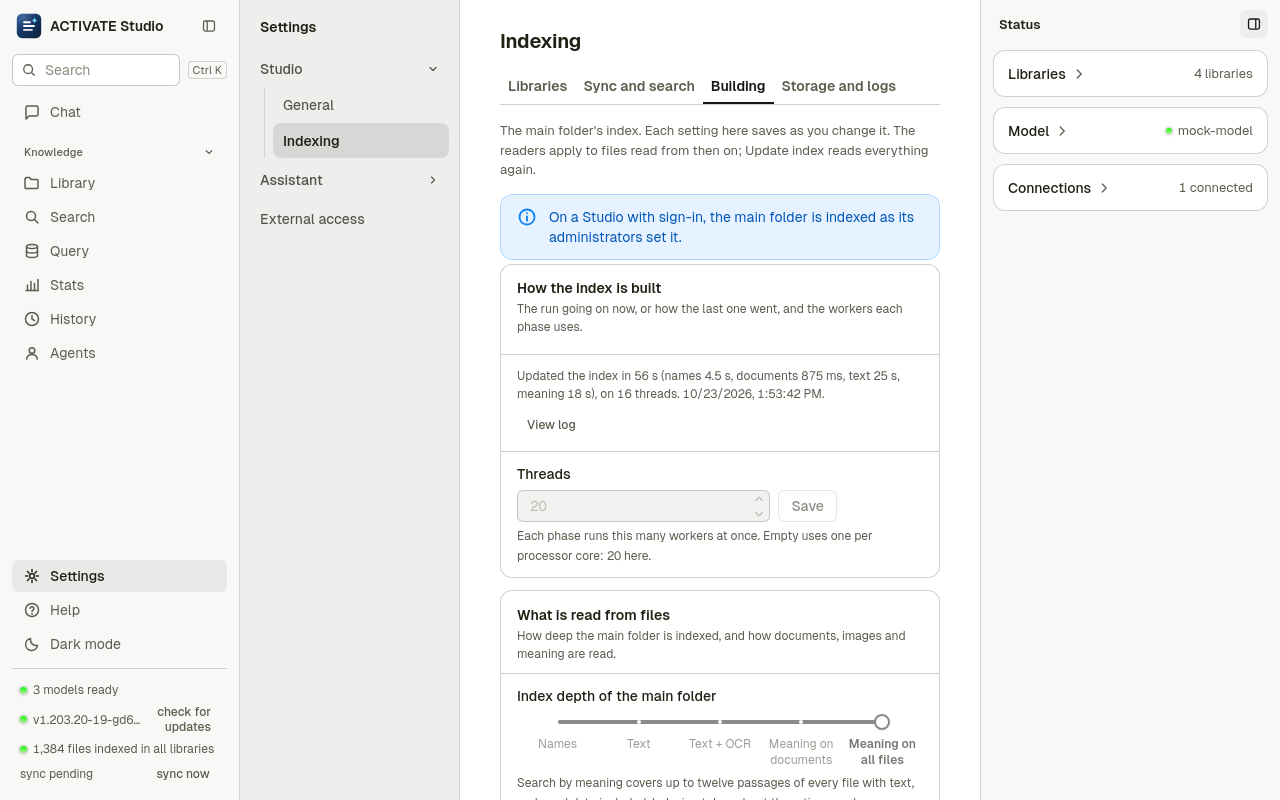 ACTIVATE Studio
Search
Ctrl K
Chat
Knowledge
Library
Search
Query
Stats
History
Agents
Settings
Help
Dark mode
3 models ready
v1.203.20-19-gd6...
check for
updates
1,384 files indexed in all libraries
sync pending
sync now
Settings
Studio
General
Indexing
Assistant
External access
Indexing
Libraries
Sync and search
Building
Storage and logs
The main folder's index. Each setting here saves as you change it. The
readers apply to files read from then on; Update index reads everything
again.
On a Studio with sign-in, the main folder is indexed as its
administrators set it.
How the index is built
The run going on now, or how the last one went, and the workers each
phase uses.
Updated the index in 56 s (names 4.5 s, documents 875 ms, text 25 s,
meaning 18 s), on 16 threads. 10/23/2026, 1:53:42 PM.
View log
Threads
20
Save
Each phase runs this many workers at once. Empty uses one per
processor core: 20 here.
What is read from files
How deep the main folder is indexed, and how documents, images and
meaning are read.
Index depth of the main folder
Names
Text
Text + OCR
Meaning on
documents
Meaning on
all files
Search by meaning covers up to twelve passages of every file with text,
Status
Libraries
4 libraries
Model
mock-model
Connections
1 connected